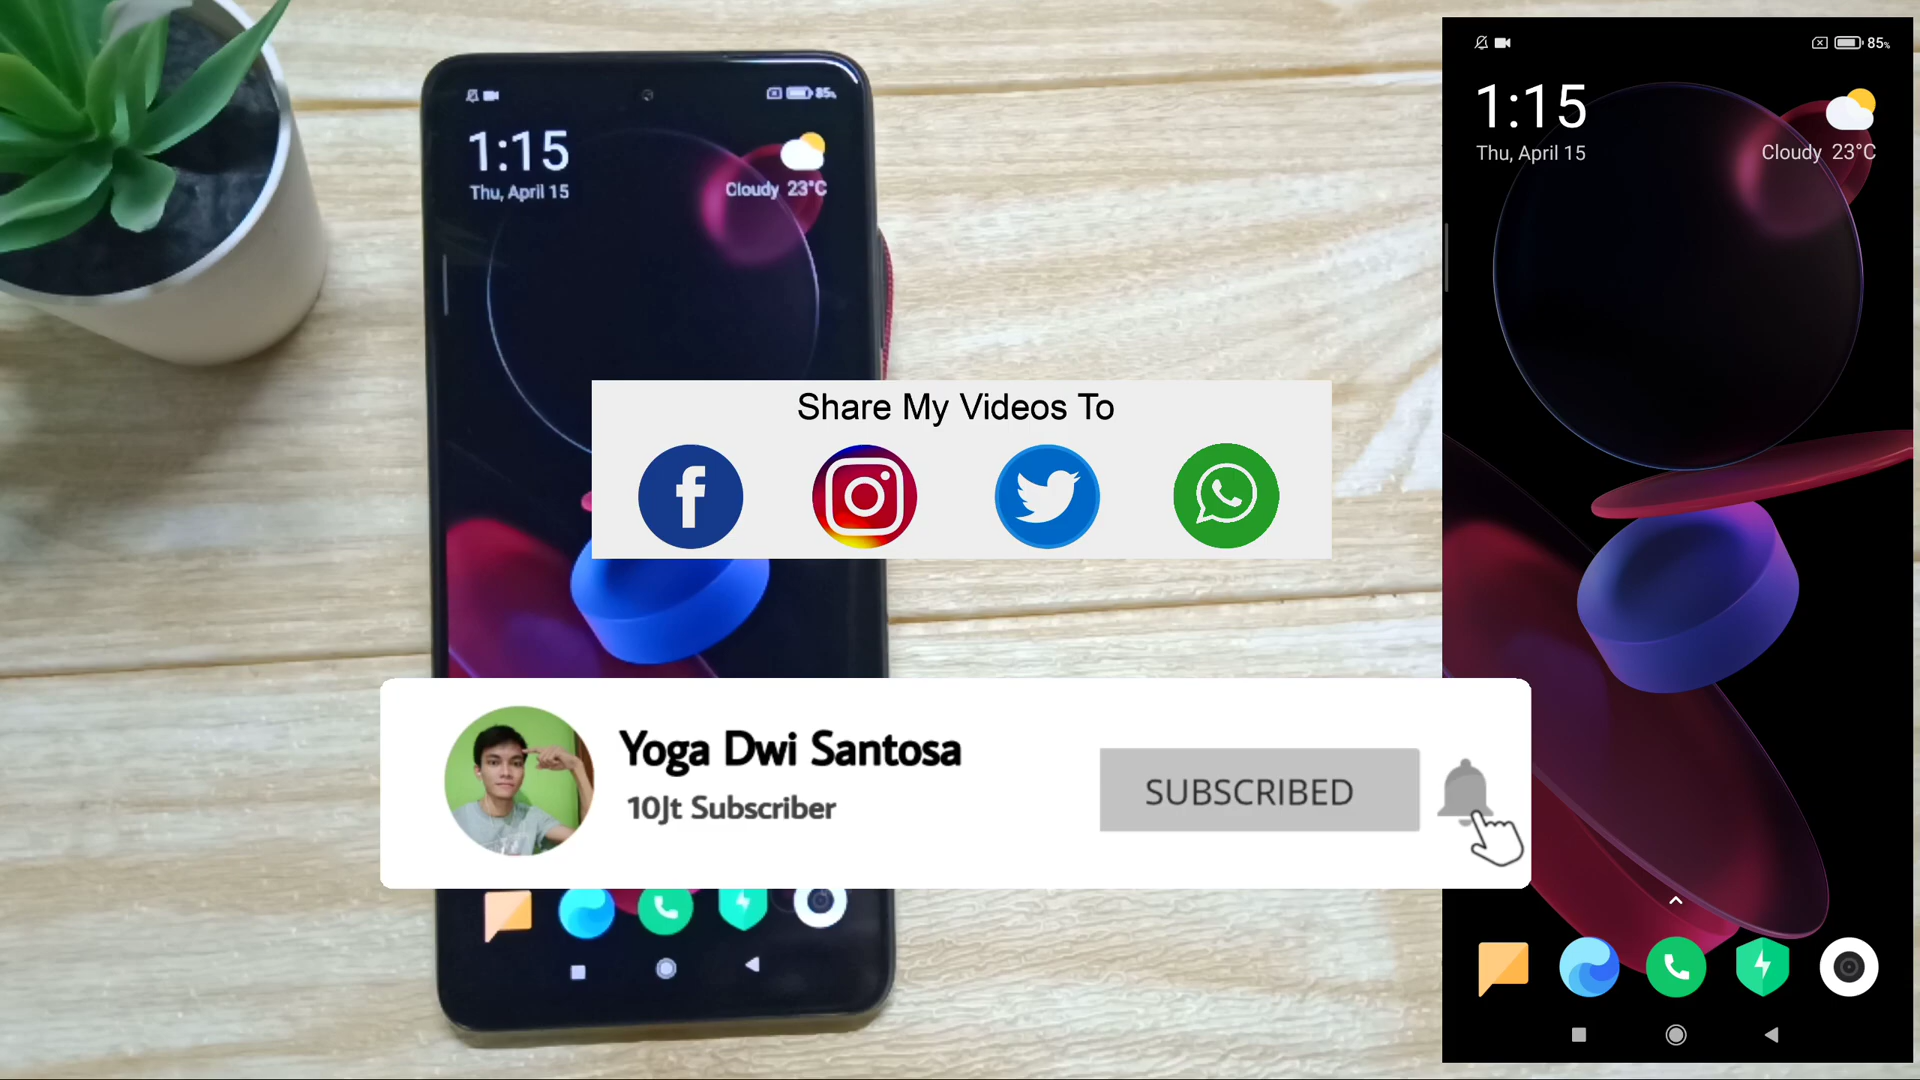 85%
1:15
Thu, April 15
Cloudy 23°C
85%
1:15
Thu, April 15
Cloudy 23°C
Share My Videos To
f
Yoga Dwi Santosa
10Jt Subscriber
SUBSCRIBED